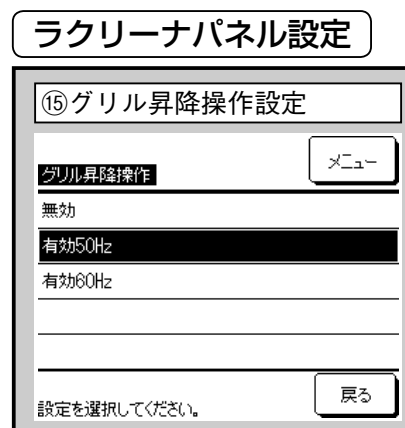 ラクリーナパネル設定
⑮グリル昇降操作設定
メニュー
グリル昇降操作
無効
有効50Hz
有効60Hz
設定を選択してください。
戻る